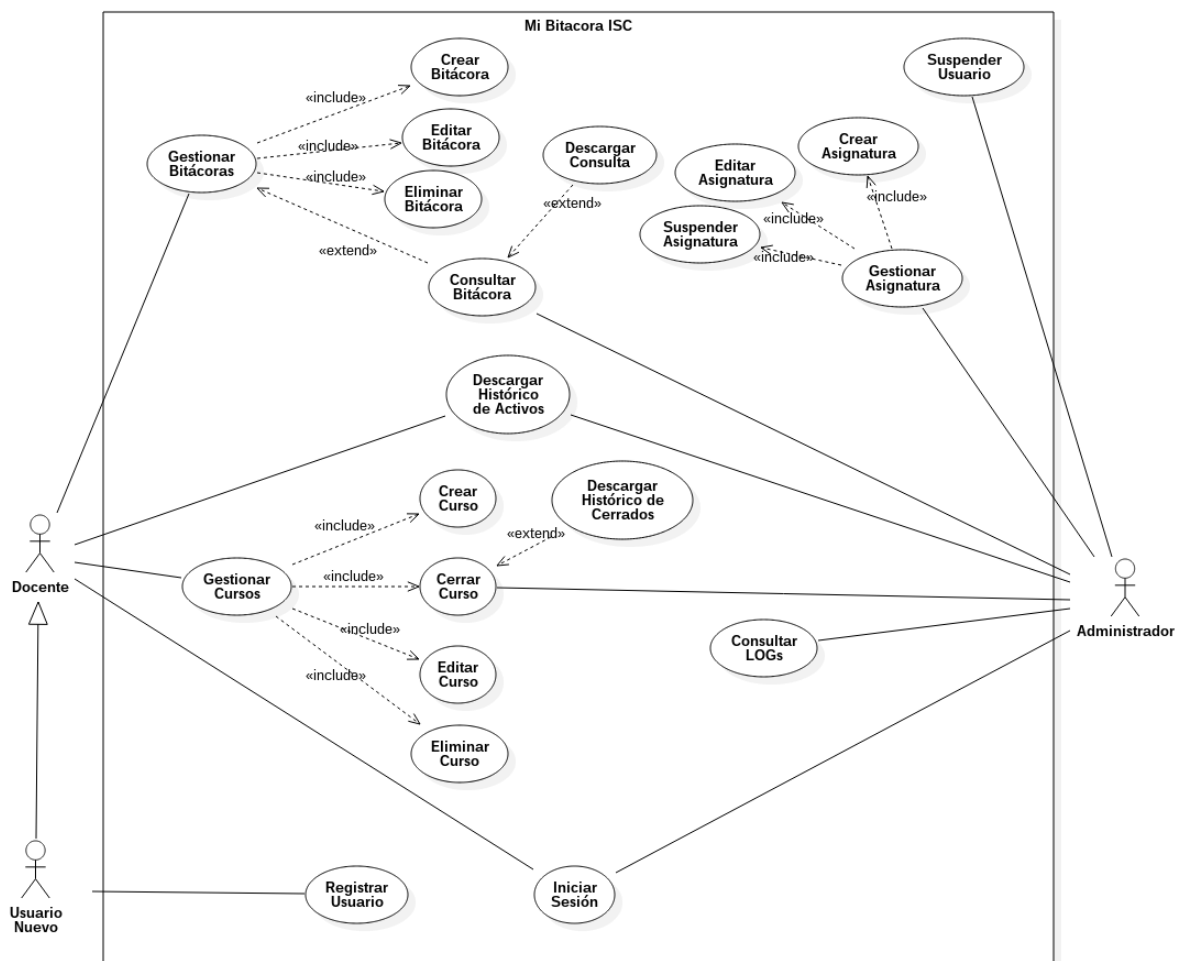 Mi Bitacora ISC
Crear
Bitácora
Suspender
Usuario
«include»
Editar
Bitácora
«include»
Gestionar
Bitácoras
«include»
Eliminar
Bitácora
«extend»
Descargar
Consulta
«extend»
Consultar
Bitácora
Crear
Asignatura
Editar
Asignatura
«include»
«include»
Suspender
Asignatura
«include»
Gestionar
Asignatura
Descargar
Histórico
de Activos
Crear
Curso
Descargar
Histórico de
Cerrados
«include»
«extend»
Gestionar
Cursos
«include»
Cerrar
Curso
Docente
«include»
Consultar
LOGs
Administrador
Editar
Curso
«include»
Eliminar
Curso
Usuario
Nuevo
Registrar
Usuario
Iniciar
Sesión